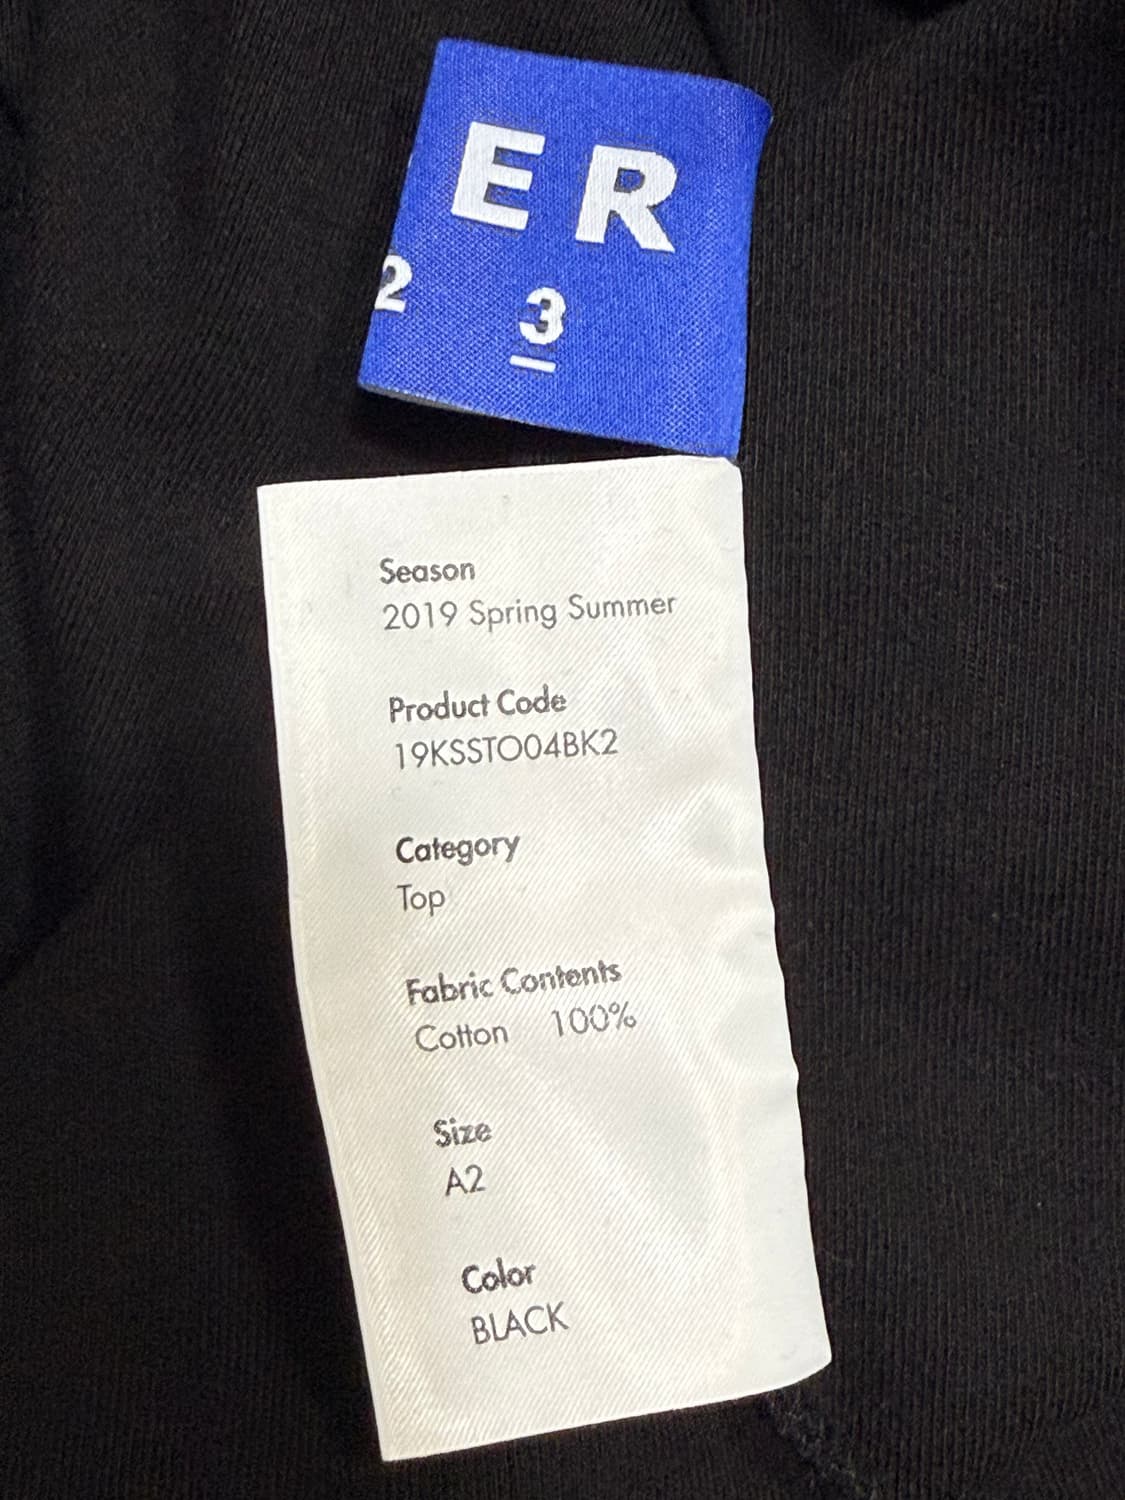 ER
2 3
Season
2019 Spring Summer
Product Code
19KSSTO04BK2
Category
Top
Fabric Contents
Cotton 100%
Size
A2
Color
BLACK